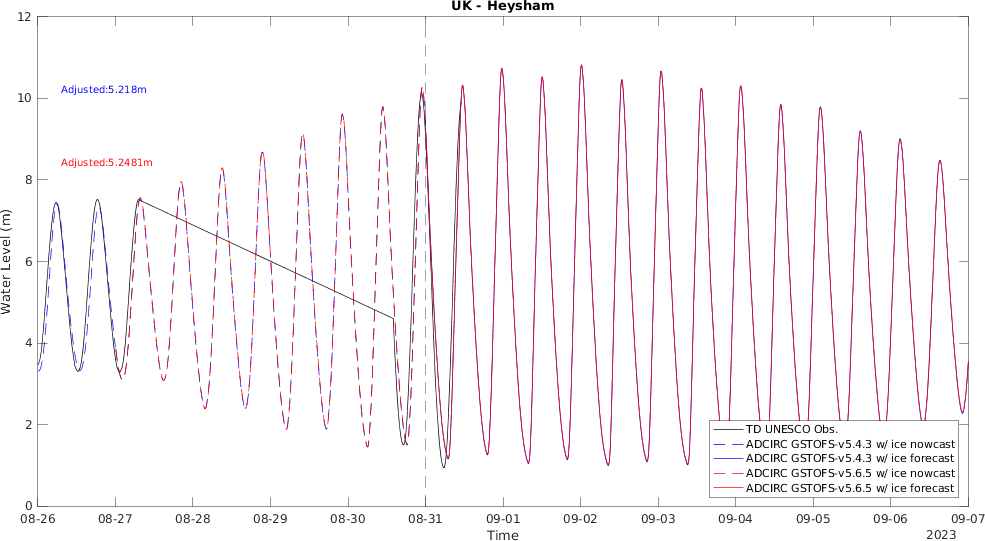 UK - Heysham
12
10
8
6
4
2
0
Water Level (m)
Adjusted:5.218m
Adjusted:5.2481m
TD UNESCO Obs.
ADCIRC GSTOFS-v5.4.3 w/ ice nowcast
ADCIRC GSTOFS-v5.4.3 w/ ice forecast
ADCIRC GSTOFS-v5.6.5 w/ ice nowcast
ADCIRC GSTOFS-v5.6.5 w/ ice forecast
08-26 08-27 08-28 08-29 08-30 08-31 09-01 09-02 09-03 09-04 09-05 09-06 09-07
Time
2023